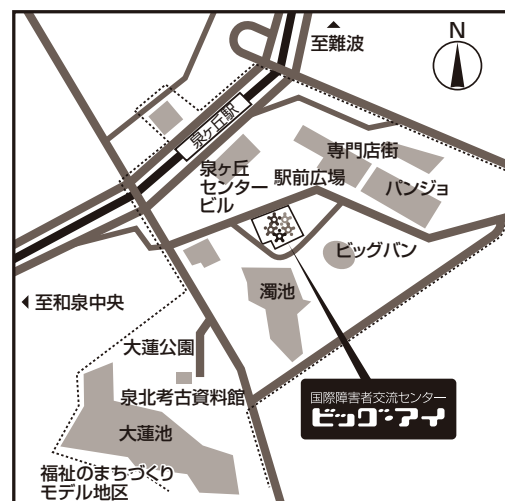 至難波
N
泉ヶ丘駅
専門店街
泉ヶ丘
センター
ビル
駅前広場
パンジョ
ビッグバン
濁池
至和泉中央
大蓮公園
国際障害者交流センター
ビッグ・アイ
泉北考古資料館
大蓮池
福祉のまちづくり
モデル地区